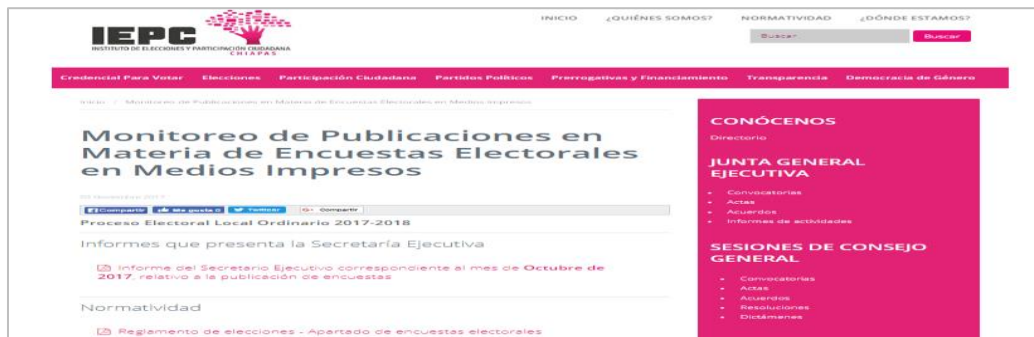 IEPC
INSTITUTO DE ELECCIONES Y PARTICIPACIÓN CIUDADANA
CHIAPAS
INICIO ¿QUIÉNES SOMOS? NORMATIVIDAD ¿DÓNDE ESTAMOS?
Buscar Buscar
Credencial Para Votar Elecciones Participación Ciudadana Partidos Políticos Prerrogativas y Financiamiento Transparencia Democracia de Género
Inicio / Monitoreo de Publicaciones en Materia de Encuestas Electorales en Medios Impresos
Monitoreo de Publicaciones en
Materia de Encuestas Electorales
en Medios Impresos
2017
Compartir Me gusta 0 Twittear G+ Compartir
Proceso Electoral Local Ordinario 2017-2018
Informes que presenta la Secretaría Ejecutiva
Informe del Secretario Ejecutivo correspondiente al mes de Octubre de
2017, relativo a la publicación de encuestas
Normatividad
Reglamento de elecciones - Apartado de encuestas electorales
CONÓCENOS
Directorio
JUNTA GENERAL
EJECUTIVA
Convocatorias
Actas
Acuerdos
Informes de actividades
SESIONES DE CONSEJO
GENERAL
Convocatorias
Actas
Acuerdos
Resoluciones
Dictámenes